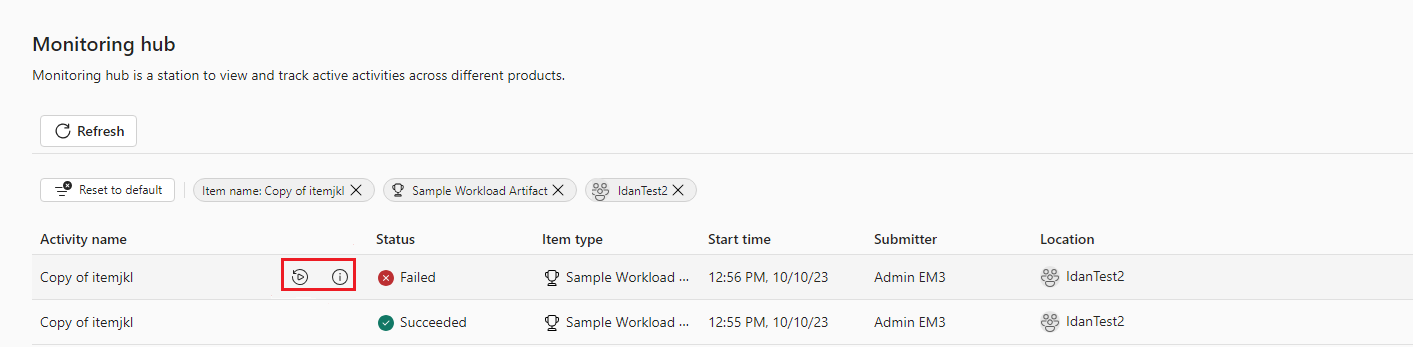 Monitoring hub
Monitoring hub is a station to view and track active activities across different products.
Refresh
Reset to default Item name: Copy of itemjkl Sample Workload Artifact IdanTest2
Activity name Status Item type Start time Submitter Location
Copy of itemjkl Failed Sample Workload ... 12:56 PM, 10/10/23 Admin EM3 IdanTest2
Copy of itemjkl Succeeded Sample Workload ... 12:55 PM, 10/10/23 Admin EM3 IdanTest2